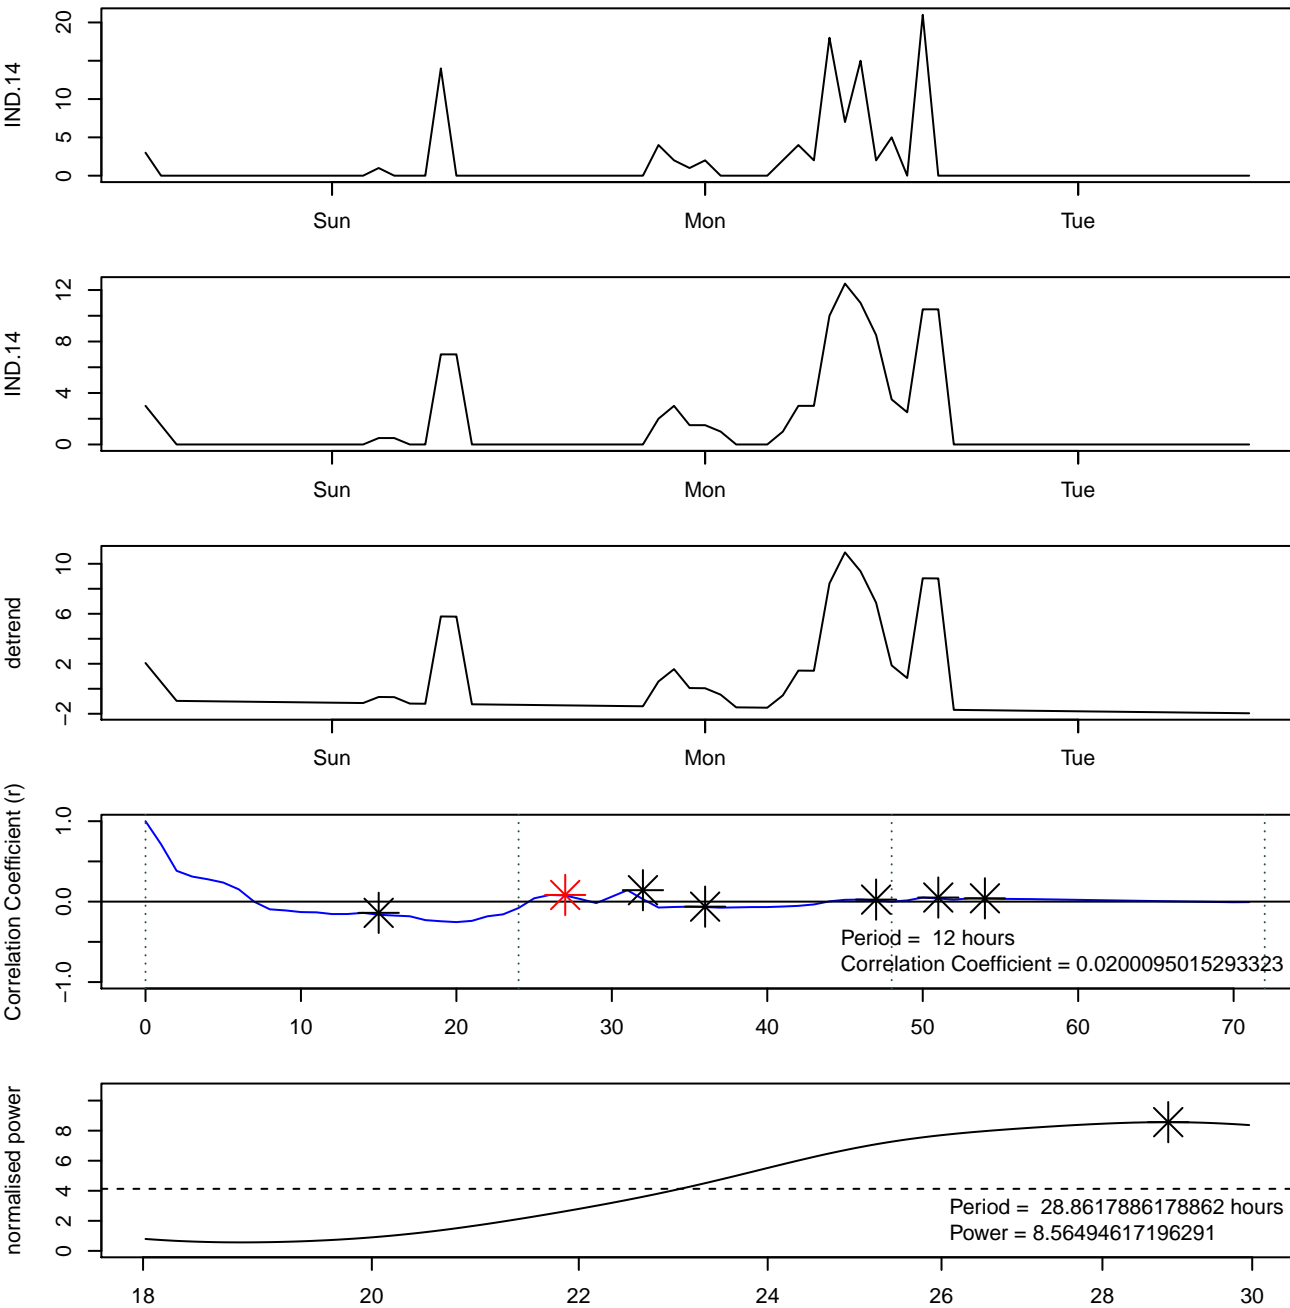 IND.14
0 5 10 20
Sun Mon Tue
IND.14
0 4 8 12
Sun Mon Tue
detrend
−2 2 6 10
Sun Mon Tue
Correlation Coefficient (r)
−1.0 0.0 1.0
Period =  12 hours
Correlation Coefficient = 0.0200095015293323
0 10 20 30 40 50 60 70
normalised power
0 2 4 6 8
Period =  28.8617886178862 hours
Power = 8.56494617196291
18 20 22 24 26 28 30